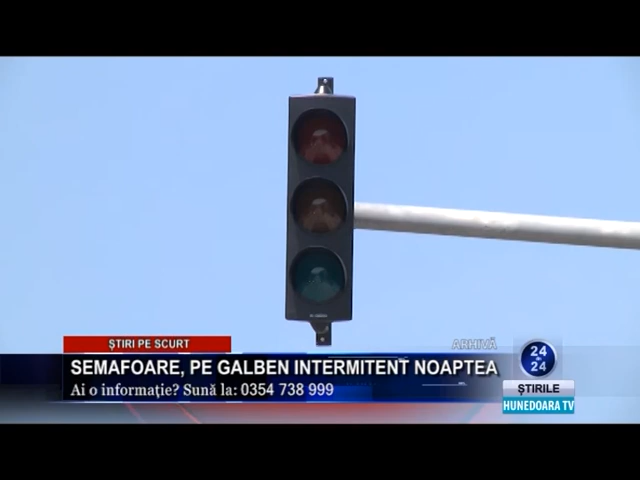 ȘTIRI PE SCURT
ARHIVĂ
SEMAFOARE, PE GALBEN INTERMITENT NOAPTEA
Ai o informație? Sună la: 0354 738 999
24
24
ȘTIRILE
HUNEDOARA TV